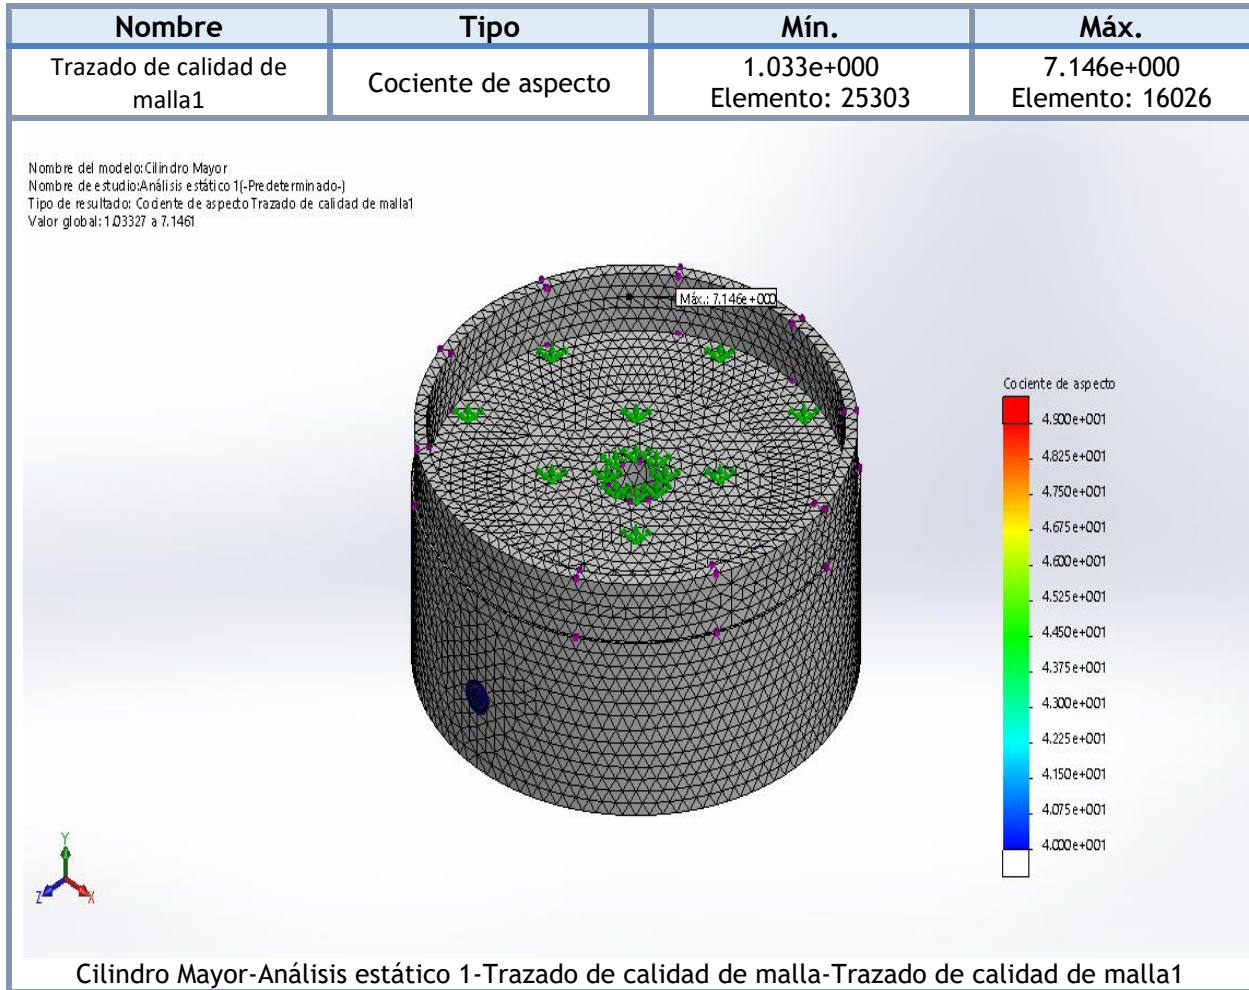 Nombre Tipo Mín. Máx.
Trazado de calidad de
malla1
Cociente de aspecto
1.033e+000
Elemento: 25303
7.146e+000
Elemento: 16026
Nombre del modelo:Cilindro Mayor
Nombre de estudio:Análisis estático 1(-Predeterminado-)
Tipo de resultado: Cociente de aspecto Trazado de calidad de malla1
Valor global: 1.03327 a 7.1461
Máx.: 7.146e+000
Cociente de aspecto
4.900e+001
4.825e+001
4.750e+001
4.675e+001
4.600e+001
4.525e+001
4.450e+001
4.375e+001
4.300e+001
4.225e+001
4.150e+001
4.075e+001
4.000e+001
Y
Z
X
Cilindro Mayor-Análisis estático 1-Trazado de calidad de malla-Trazado de calidad de malla1